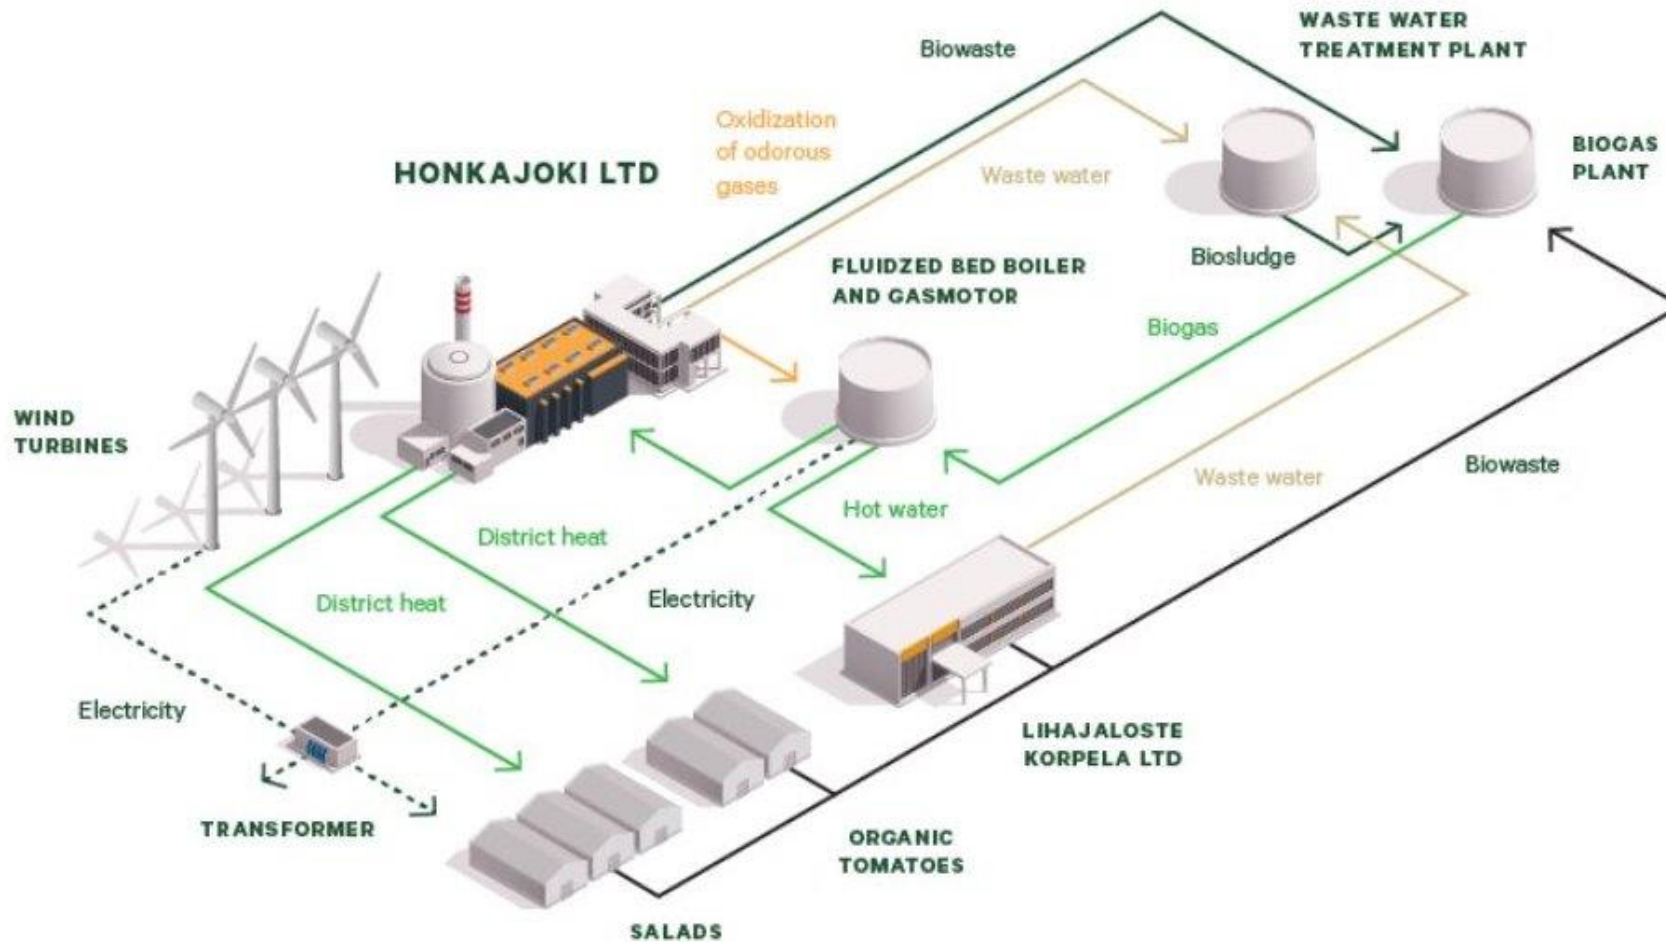 WASTE WATER
TREATMENT PLANT
Biowaste
Oxidization
of odorous
gases
BIOGAS
PLANT
HONKAJOKI LTD
Waste water
Biosludge
FLUIDZED BED BOILER
AND GASMOTOR
Biogas
WIND
TURBINES
Biowaste
Waste water
Hot water
District heat
District heat
Electricity
Electricity
LIHAJALOSTE
KORPELA LTD
TRANSFORMER
ORGANIC
TOMATOES
SALADS